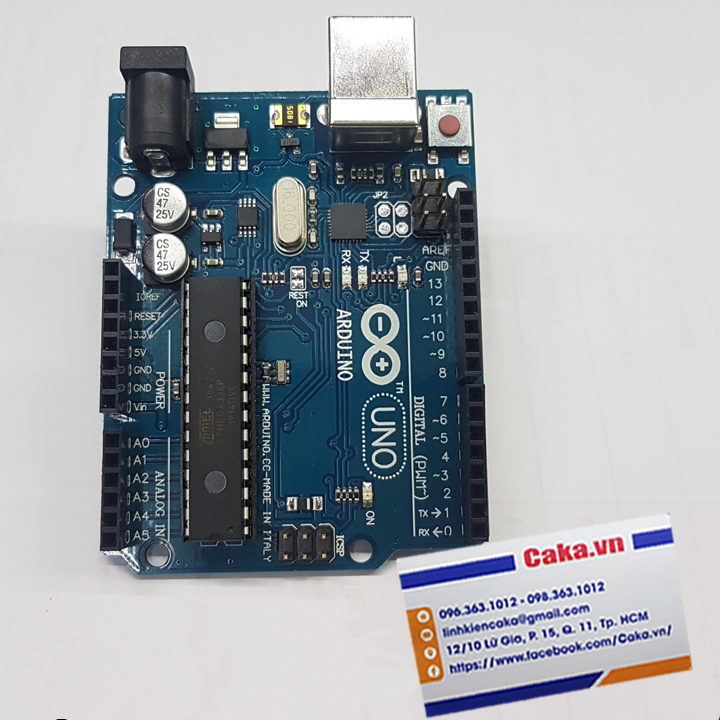 5081
16.000
CS
47
25V
CS
47
25V
JP2
AREF
GND
13
12
~11
~10
~9
8
7
~6
~5
4
~3
2
TX→1
RX←0
RX
TX
L
REST
ON
IOREF
RESET
3.3V
5V
GND
GND
Vin
POWER
A0
A1
A2
A3
A4
A5
ANALOG IN
ARDUINO
TM
UNO
DIGITAL (PWM~)
ATMEL
WWW.ARDUINO.CC-MADE IN ITALY
ON
ICSP
Caka.vn
096.363.1012 - 098.363.1012
linhkiencaka@gmail.com
12/10 Lữ Gia, P. 15, Q. 11, Tp. HCM
https://www.facebook.com/Caka.vn/